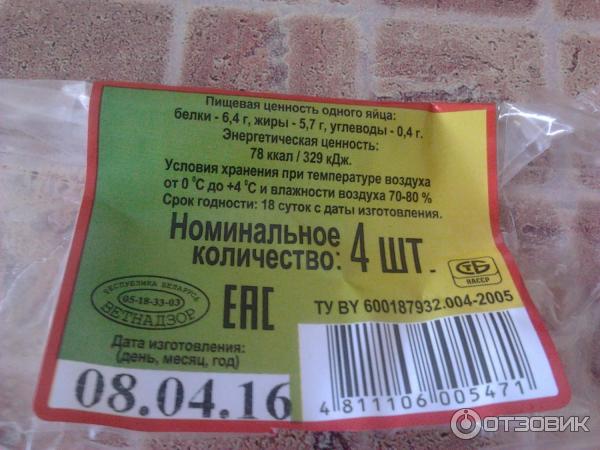 Пищевая ценность одного яйца:
белки - 6,4 г, жиры - 5,7 г, углеводы - 0,4 г.
Энергетическая ценность:
78 ккал / 329 кДж.
Условия хранения при температуре воздуха
от 0 °С до +4 °С и влажности воздуха 70-80 %
Срок годности: 18 суток с даты изготовления.
Номинальное
количество: 4 шт.
РЕСПУБЛИКА БЕЛАРУСЬ
05-18-33-03
ВЕТНАДЗОР
ЕАС
СТБ
НАССР
ТУ BY 600187932.004-2005
Дата изготовления:
(день, месяц, год)
08.04.16
4 811106 005471
ОТЗОВИК